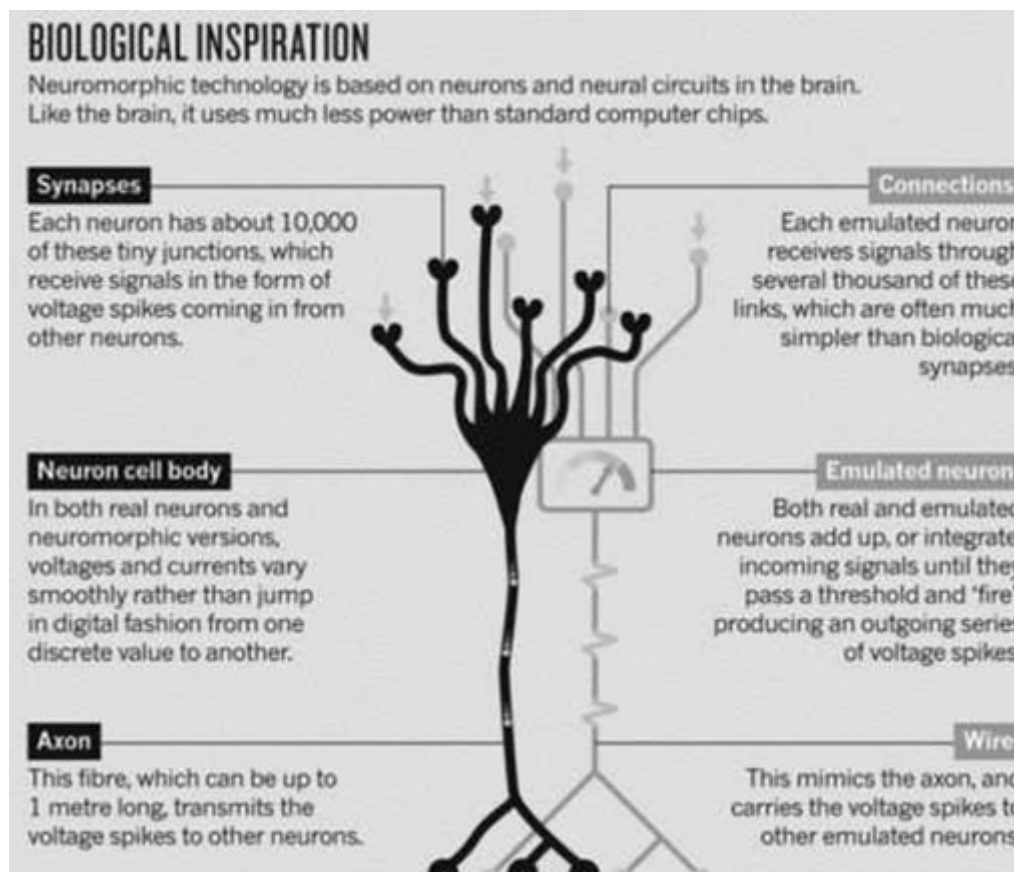 BIOLOGICAL INSPIRATION
Neuromorphic technology is based on neurons and neural circuits in the brain.
Like the brain, it uses much less power than standard computer chips.
Synapses
Each neuron has about 10,000
of these tiny junctions, which
receive signals in the form of
voltage spikes coming in from
other neurons.
Connections
Each emulated neuron
receives signals through
several thousand of these
links, which are often much
simpler than biological
synapses
Neuron cell body
In both real neurons and
neuromorphic versions,
voltages and currents vary
smoothly rather than jump
in digital fashion from one
discrete value to another.
Emulated neuron
Both real and emulated
neurons add up, or integrate
incoming signals until they
pass a threshold and 'fire'
producing an outgoing series
of voltage spikes
Axon
This fibre, which can be up to
1 metre long, transmits the
voltage spikes to other neurons.
Wire
This mimics the axon, and
carries the voltage spikes to
other emulated neurons